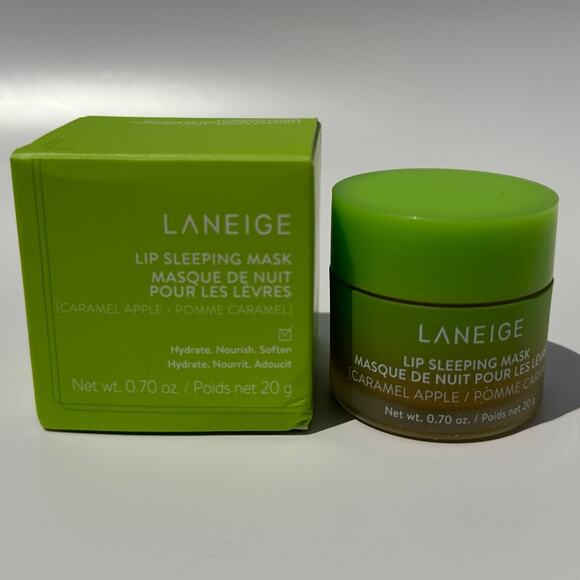 LANEIGE
LIP SLEEPING MASK
MASQUE DE NUIT
POUR LES LÈVRES
[CARAMEL APPLE / POMME CARAMEL]
Hydrate. Nourish. Soften
Hydrate. Nourrit. Adoucit
Net wt. 0.70 oz. / Poids net 20 g
LANEIGE
LIP SLEEPING MASK
MASQUE DE NUIT POUR LES
[CARAMEL APPLE / POMME
Net wt. 0.70 oz. / Poids net 20 g